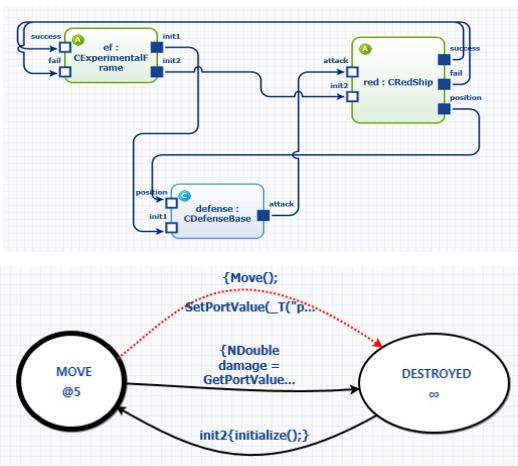 success
fail
A
ef :
CExperimentalF
rame
init1
init2
attack
init2
A
red : CRedShip
success
fail
position
position
init1
C
defense :
CDefenseBase
attack
{Move();
SetPortValue(_T("p...
{NDouble
damage =
GetPortValue...
MOVE
@5
DESTROYED
∞
init2{initialize();}